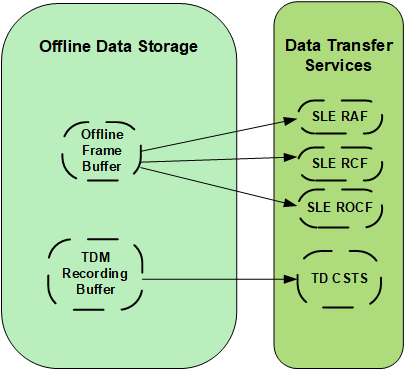 Offline Data Storage
Data Transfer
Services
Offline
Frame
Buffer
SLE RAF
SLE RCF
SLE ROCF
TDM
Recording
Buffer
TD CSTS